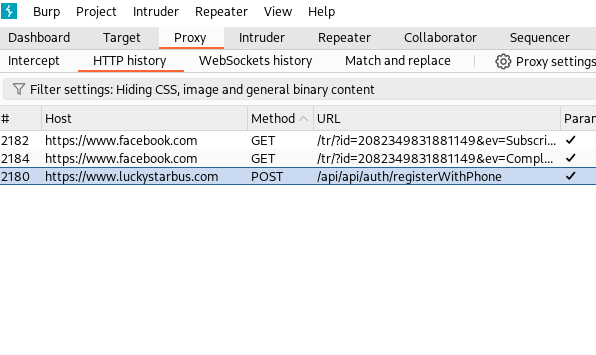 Burp Project Intruder Repeater View Help
Dashboard Target Proxy Intruder Repeater Collaborator Sequencer
Intercept HTTP history WebSockets history Match and replace Proxy settings
Filter settings: Hiding CSS, image and general binary content
# Host Method URL Param
2182 https://www.facebook.com GET /tr/?id=2082349831881149&ev=Subscri... ✓
2184 https://www.facebook.com GET /tr/?id=2082349831881149&ev=Compl... ✓
2180 https://www.luckystarbus.com POST /api/api/auth/registerWithPhone ✓